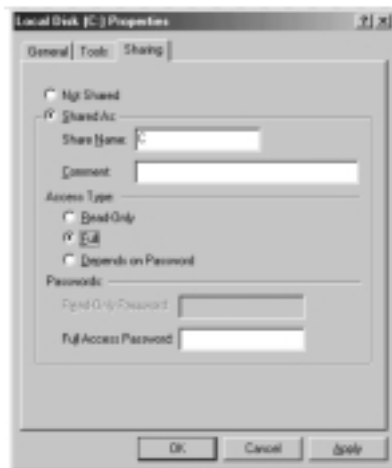 Local Disk (C:) Properties
General Tools Sharing
Not Shared
Shared As:
Share Name: C
Comment:
Access Type:
Read-Only
Full
Depends on Password
Passwords:
Read-Only Password:
Full Access Password:
OK Cancel Apply